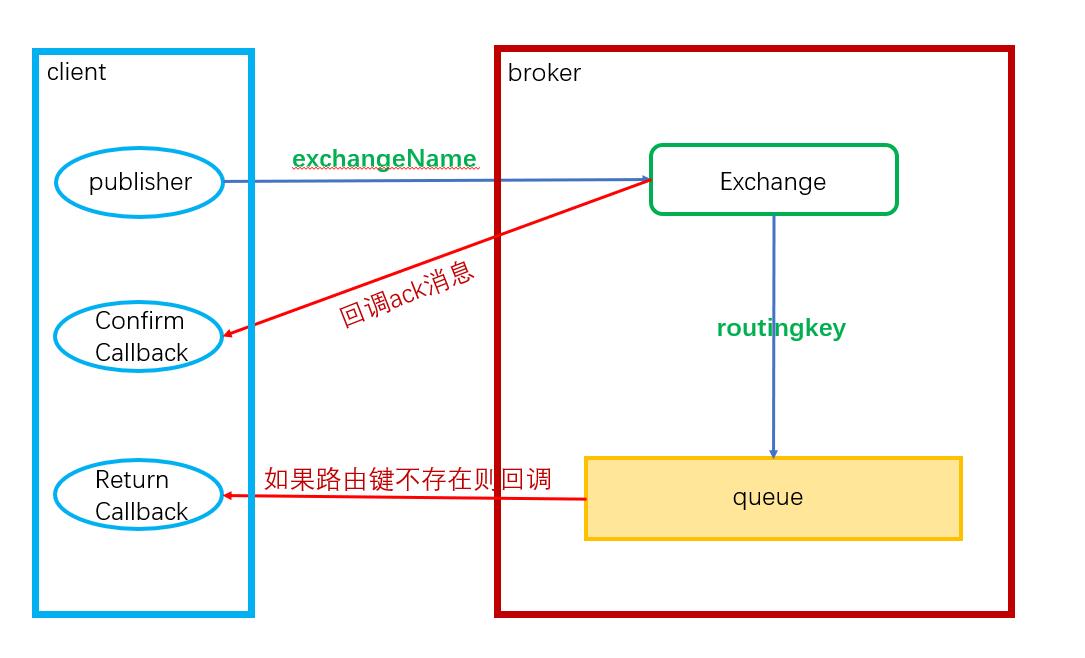 client
broker
exchangeName
publisher
Exchange
回调ack消息
Confirm
Callback
routingkey
如果路由键不存在则回调
Return
Callback
queue